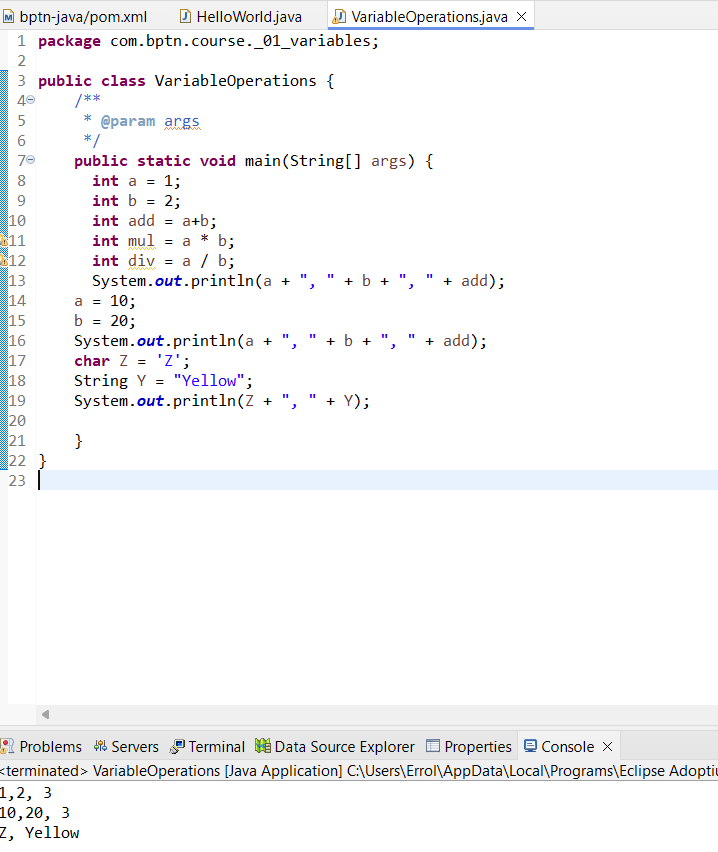 bptn-java/pom.xml HelloWorld.java VariableOperations.java
1 package com.bptn.course._01_variables;
2
3 public class VariableOperations {
4 /**
5 * @param args
6 */
7 public static void main(String[] args) {
8 int a = 1;
9 int b = 2;
10 int add = a+b;
11 int mul = a * b;
12 int div = a / b;
13 System.out.println(a + ", " + b + ", " + add);
14 a = 10;
15 b = 20;
16 System.out.println(a + ", " + b + ", " + add);
17 char Z = 'Z';
18 String Y = "Yellow";
19 System.out.println(Z + ", " + Y);
20
21 }
22 }
23
Problems Servers Terminal Data Source Explorer Properties Console
<terminated> VariableOperations [Java Application] C:\Users\Errol\AppData\Local\Programs\Eclipse Adoptiu
1,2, 3
10,20, 3
Z, Yellow